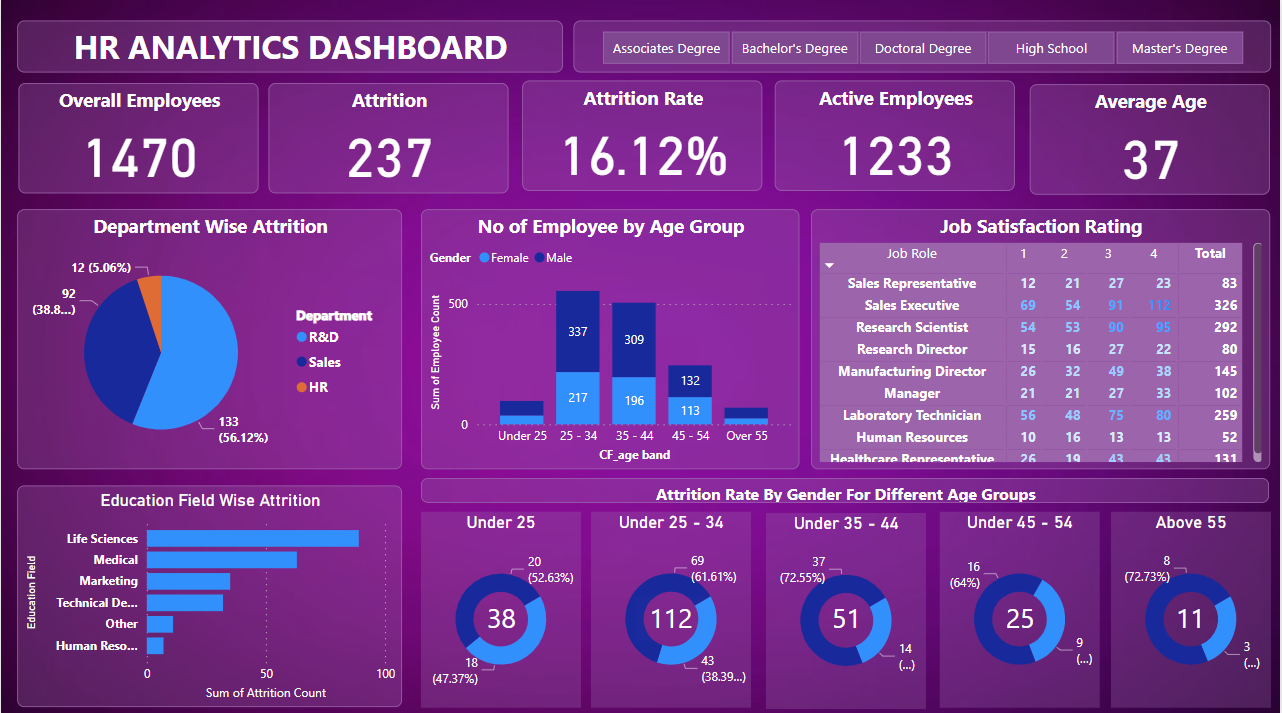 HR ANALYTICS DASHBOARD
Associates Degree
Bachelor's Degree
Doctoral Degree
High School
Master's Degree
Overall Employees
1470
Attrition
237
Attrition Rate
16.12%
Active Employees
1233
Average Age
37
Department Wise Attrition
12 (5.06%)
92
(38.8...)
133
(56.12%)
Department
R&D
Sales
HR
No of Employee by Age Group
Gender Female Male
Sum of Employee Count
500
0
337
217
309
196
132
113
Under 25 25 - 34 35 - 44 45 - 54 Over 55
CF_age band
Job Satisfaction Rating
Job Role 1 2 3 4 Total
Sales Representative 12 21 27 23 83
Sales Executive 69 54 91 112 326
Research Scientist 54 53 90 95 292
Research Director 15 16 27 22 80
Manufacturing Director 26 32 49 38 145
Manager 21 21 27 33 102
Laboratory Technician 56 48 75 80 259
Human Resources 10 16 13 13 52
Healthcare Representative 26 19 43 43 131
Education Field Wise Attrition
Education Field
Life Sciences
Medical
Marketing
Technical De...
Other
Human Reso...
0 50 100
Sum of Attrition Count
Attrition Rate By Gender For Different Age Groups
Under 25
20
(52.63%)
38
18
(47.37%)
Under 25 - 34
69
(61.61%)
112
43
(38.39...)
Under 35 - 44
37
(72.55%)
51
14
(...)
Under 45 - 54
16
(64%)
25
9
(...)
Above 55
8
(72.73%)
11
3
(...)